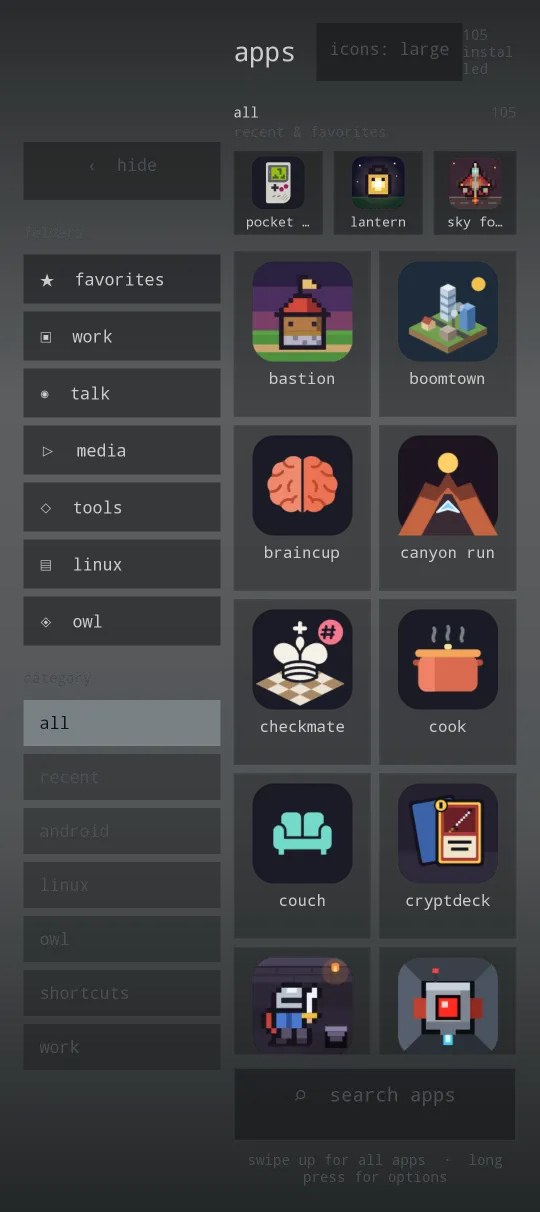 apps
icons: large
105
instal
led
all
105
recent & favorites
pocket …
lantern
sky fo…
‹ hide
folders
★ favorites
▣ work
◉ talk
▷ media
◇ tools
▤ linux
◈ owl
category
all
recent
android
linux
owl
shortcuts
work
bastion
boomtown
braincup
canyon run
checkmate
#
cook
couch
cryptdeck
⌕ search apps
swipe up for all apps · long
press for options